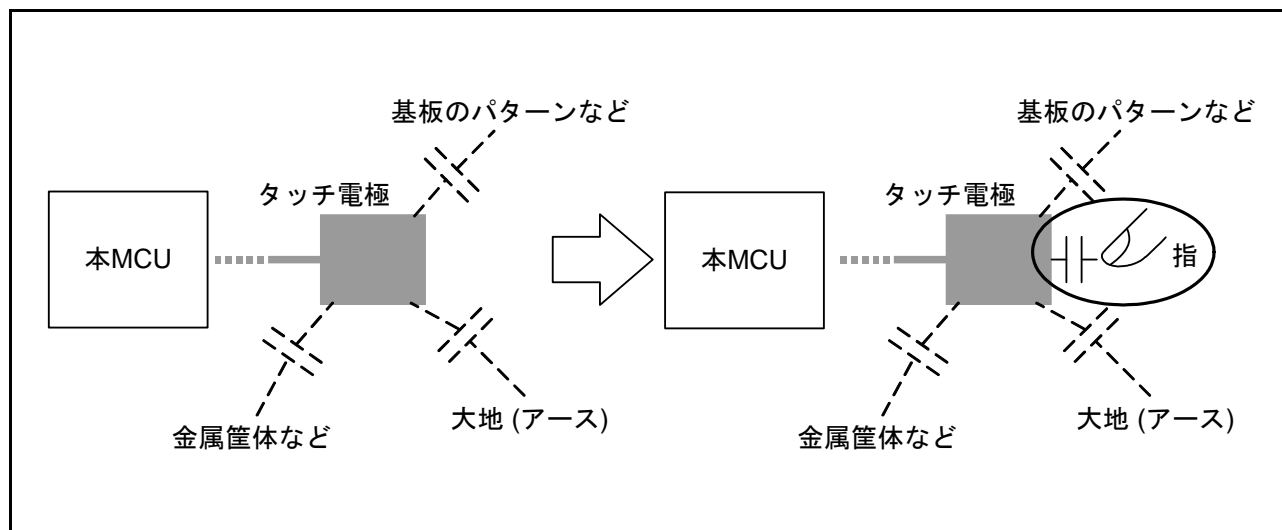 基板のパターンなど
タッチ電極
本MCU
金属筐体など
大地 (アース)
基板のパターンなど
タッチ電極
本MCU
指
金属筐体など
大地 (アース)